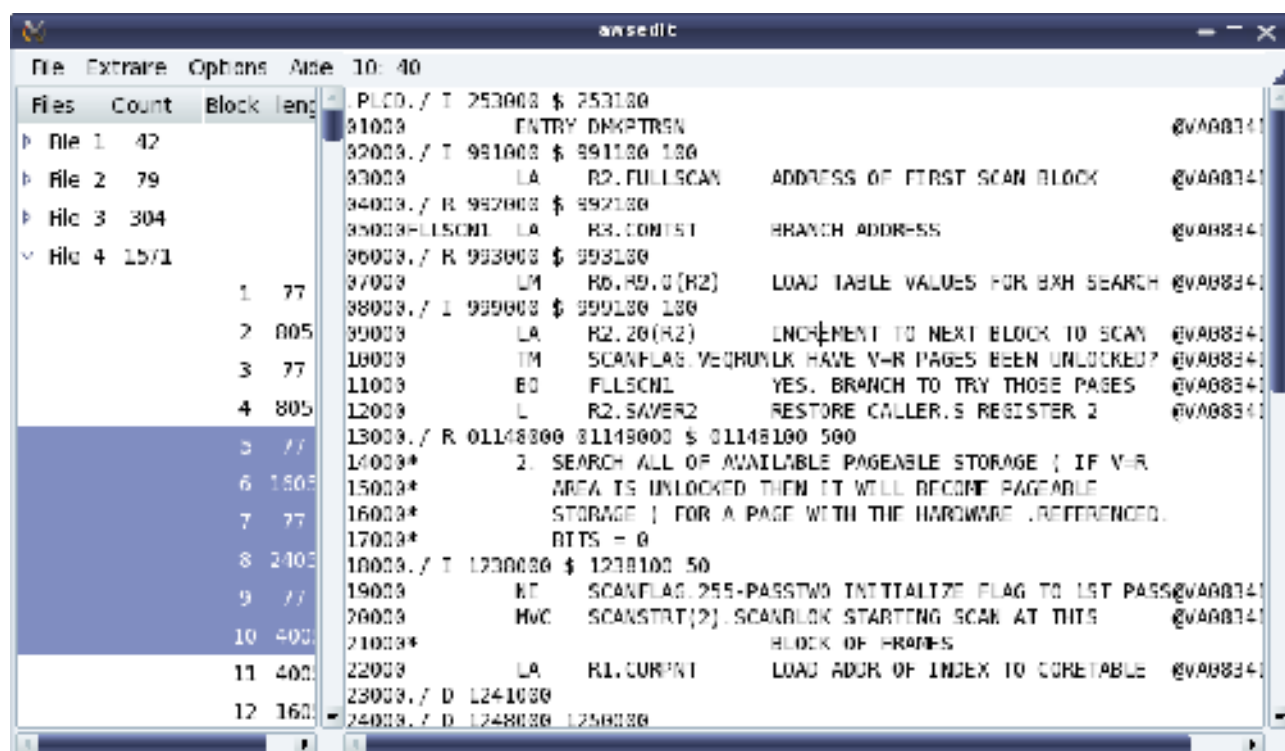 awsedit
File Extraire Options Aide 10: 40
Files Count Block leng
File 1 42
File 2 79
File 3 304
File 4 1571
1 77
2 805
3 77
4 805
5 77
6 1605
7 77
8 2405
9 77
10 400
11 4005
12 160
.PLCD./ I 253000 $ 253100
01000 ENTRY DMKPTRSN @VA08341
02000./ I 991000 $ 991100 100
03000 LA R2.FULLSCAN ADDRESS OF FIRST SCAN BLOCK @VA08341
04000./ R 992000 $ 992100
05000FLLSCN1 LA R3.CONTST BRANCH ADDRESS @VA08341
06000./ R 993000 $ 993100
07000 LM R6.R9.0(R2) LOAD TABLE VALUES FOR BXH SEARCH @VA08341
08000./ I 999000 $ 999100 100
09000 LA R2.20(R2) INCREMENT TO NEXT BLOCK TO SCAN @VA08341
10000 TM SCANFLAG.VEQRUNLK HAVE V=R PAGES BEEN UNLOCKED? @VA08341
11000 BO FLLSCN1 YES. BRANCH TO TRY THOSE PAGES @VA08341
12000 L R2.SAVER2 RESTORE CALLER.S REGISTER 2 @VA08341
13000./ R 01148000 01149000 $ 01148100 500
14000* 2. SEARCH ALL OF AVAILABLE PAGEABLE STORAGE ( IF V=R
15000* AREA IS UNLOCKED THEN IT WILL BECOME PAGEABLE
16000* STORAGE ) FOR A PAGE WITH THE HARDWARE .REFERENCED.
17000* BITS = 0
18000./ I 1238000 $ 1238100 50
19000 NI SCANFLAG.255-PASSTWO INITIALIZE FLAG TO 1ST PASS@VA08341
20000 MVC SCANSTRT(2).SCANBLOK STARTING SCAN AT THIS @VA08341
21000* BLOCK OF FRAMES
22000 LA R1.CURPNT LOAD ADDR OF INDEX TO CORETABLE @VA08341
23000./ D 1241000
24000./ D 1248000 1250000